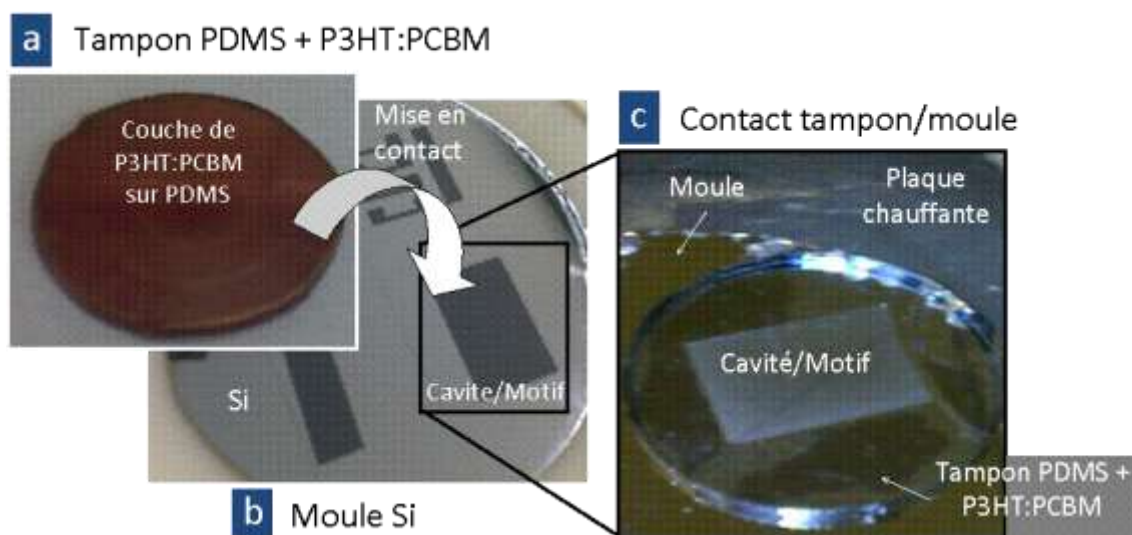 a Tampon PDMS + P3HT:PCBM
Couche de
P3HT:PCBM
sur PDMS
Mise en
contact
Si
Cavite/Motif
b Moule Si
c Contact tampon/moule
Moule
Plaque
chauffante
Cavité/Motif
Tampon PDMS +
P3HT:PCBM